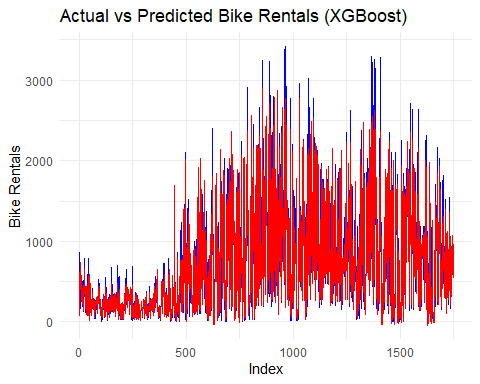 Actual vs Predicted Bike Rentals (XGBoost)
Bike Rentals
3000
2000
1000
0
0 500 1000 1500
Index